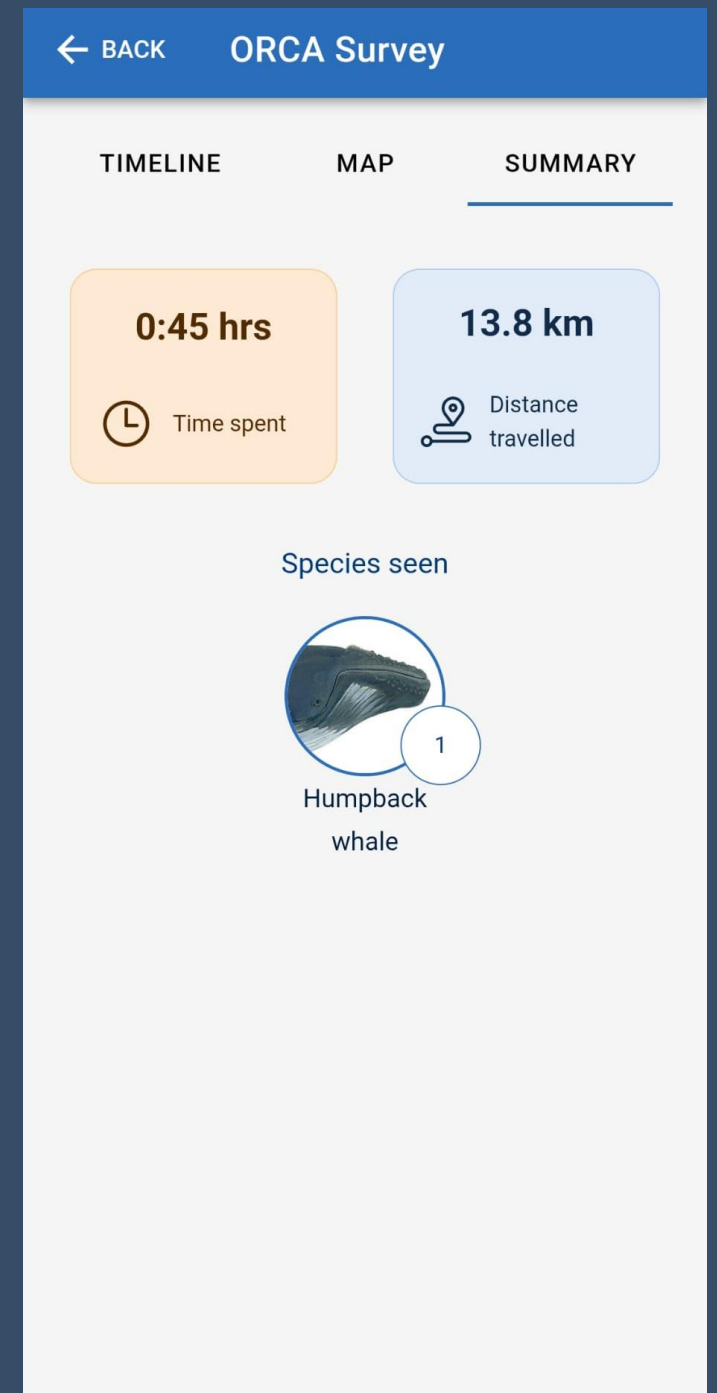 BACK
ORCA Survey
TIMELINE
MAP
SUMMARY
0:45 hrs
Time spent
13.8 km
Distance
travelled
Species seen
1
Humpback
whale